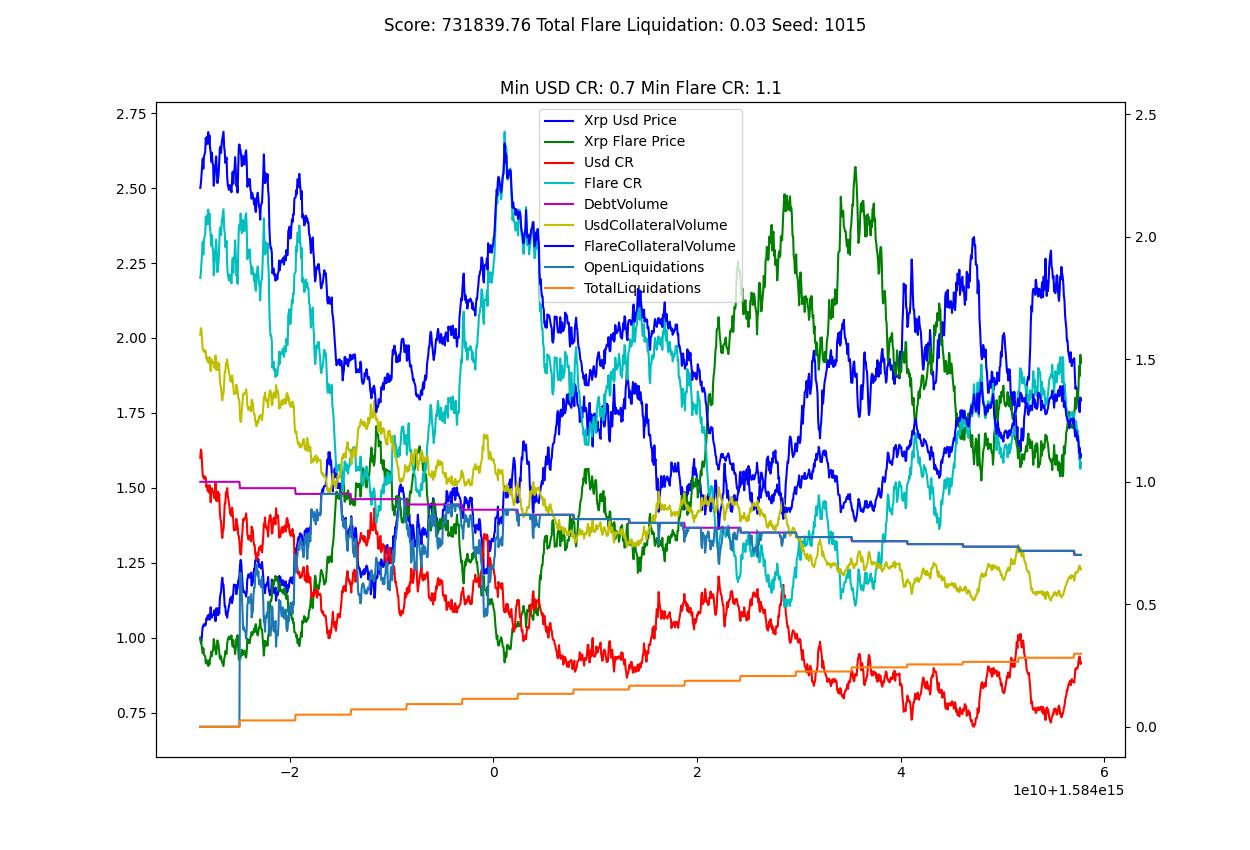 Score: 731839.76 Total Flare Liquidation: 0.03 Seed: 1015
Min USD CR: 0.7 Min Flare CR: 1.1
Xrp Usd Price
Xrp Flare Price
Usd CR
Flare CR
DebtVolume
UsdCollateralVolume
FlareCollateralVolume
OpenLiquidations
TotalLiquidations
2.75
2.50
2.25
2.00
1.75
1.50
1.25
1.00
0.75
2.5
2.0
1.5
1.0
0.5
0.0
−2 0 2 4 6
1e10+1.584e15